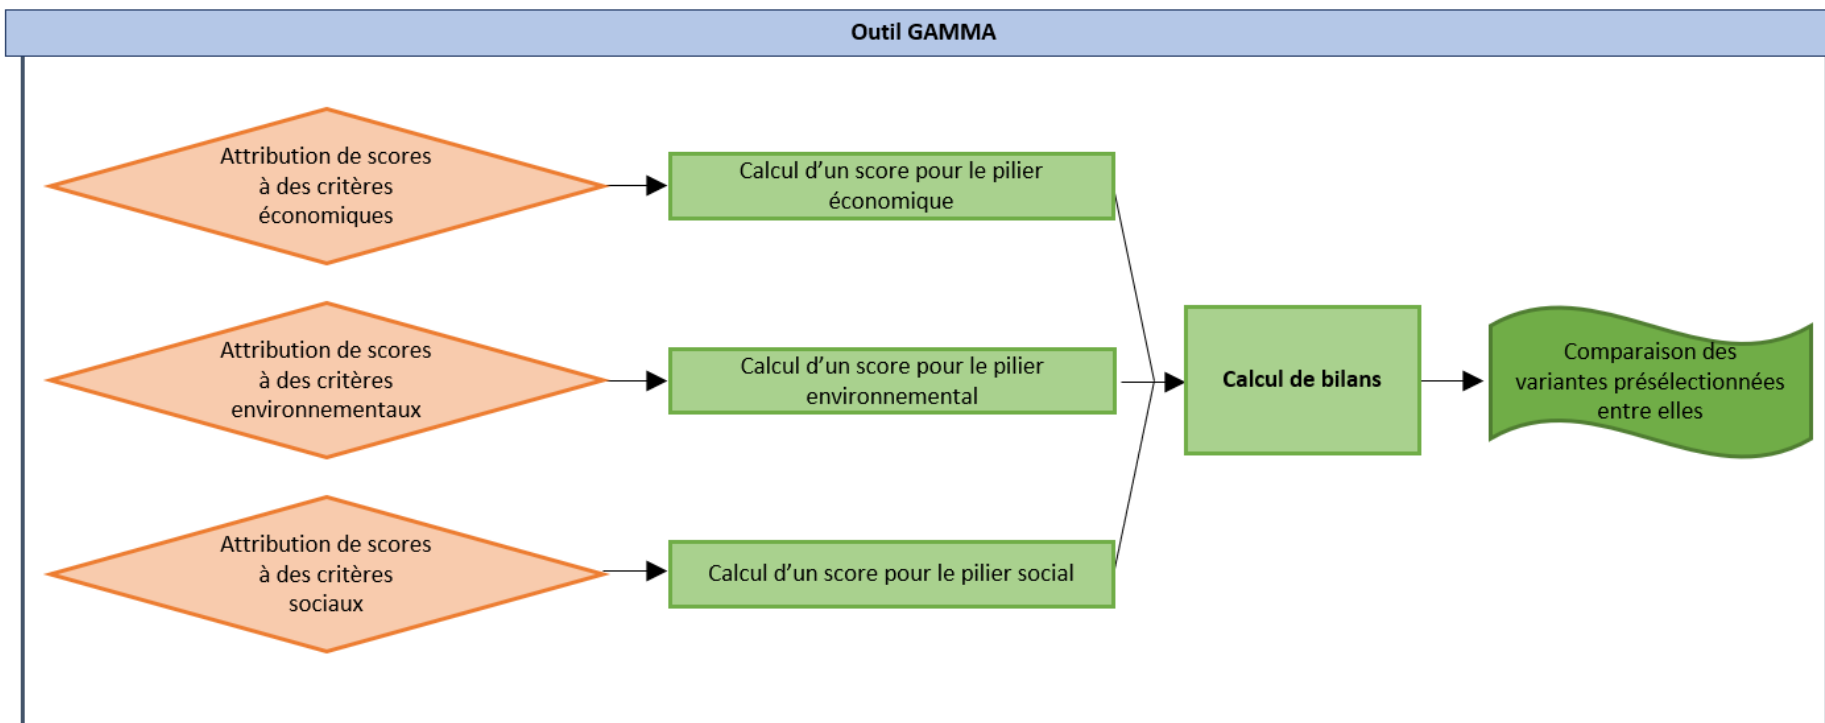 Outil GAMMA
Attribution de scores
à des critères
économiques
Calcul d’un score pour le pilier
économique
Attribution de scores
à des critères
environnementaux
Calcul d’un score pour le pilier
environnemental
Attribution de scores
à des critères
sociaux
Calcul d’un score pour le pilier social
Calcul de bilans
Comparaison des
variantes présélectionnées
entre elles